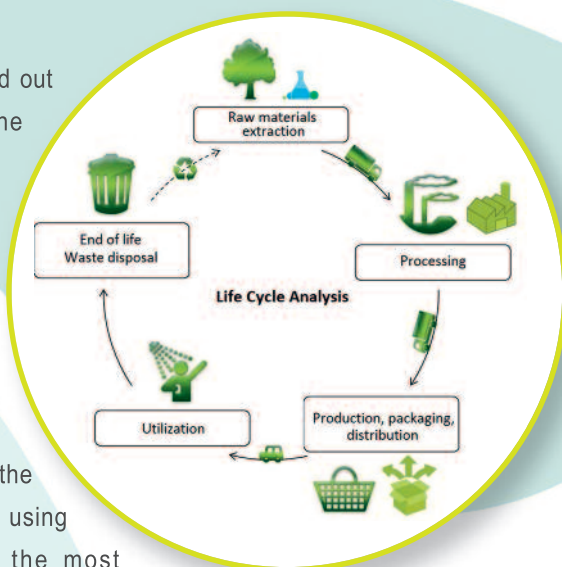 d out
ne
Raw materials
extraction
End of life
Waste disposal
Processing
Life Cycle Analysis
Utilization
Production, packaging,
distribution
the
using
the most